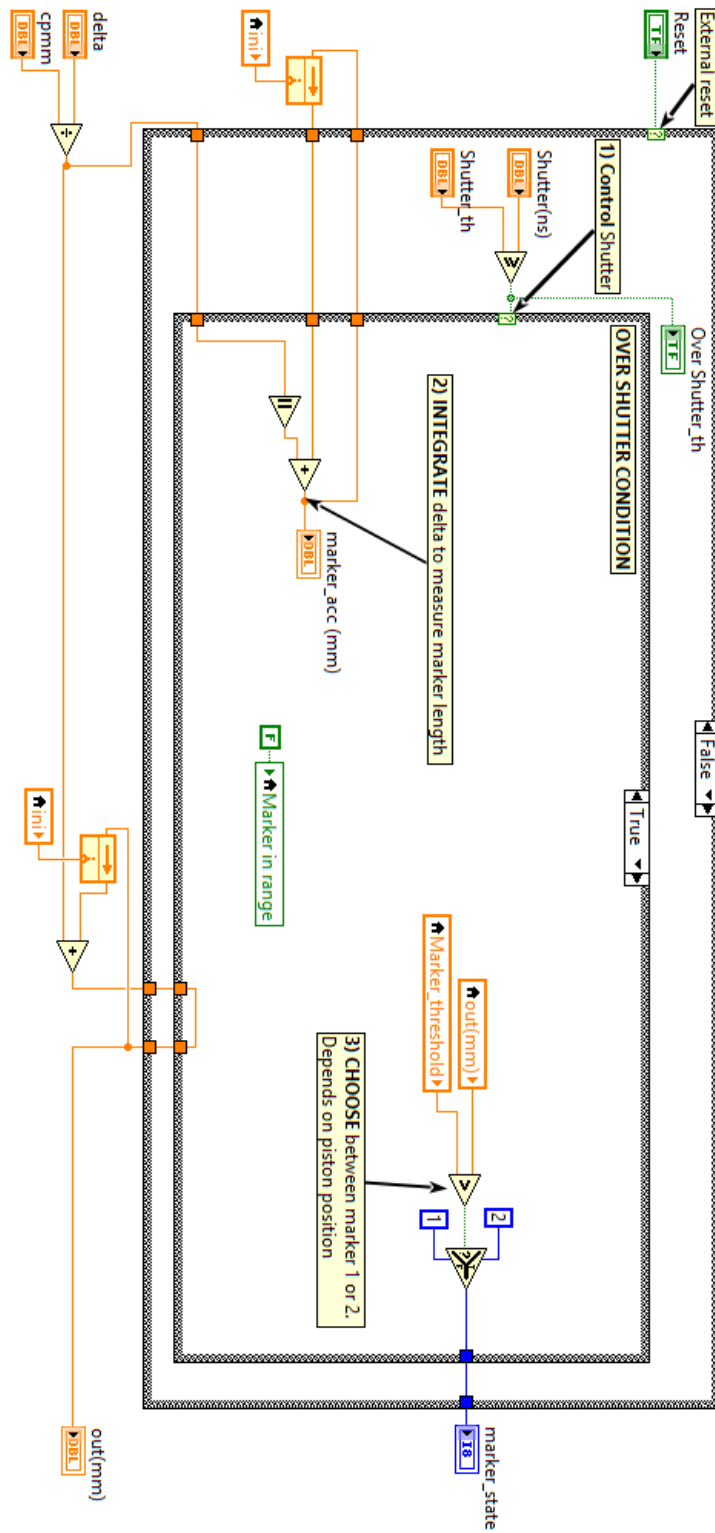 External reset
Reset
TF
?
False
1) Control Shutter
Shutter(ns)
DBL
Shutter_th
DBL
≥
?
Over Shutter_th
TF
OVER SHUTTER CONDITION
True
2) INTEGRATE delta to measure marker length
ini
i
| |
+
marker_acc (mm)
DBL
F
Marker in range
out(mm)
Marker_threshold
>
2
1
?
T
F
3) CHOOSE between marker 1 or 2.
Depends on piston position
marker_state
I8
delta
DBL
cpmm
DBL
÷
ini
i
+
out(mm)
DBL